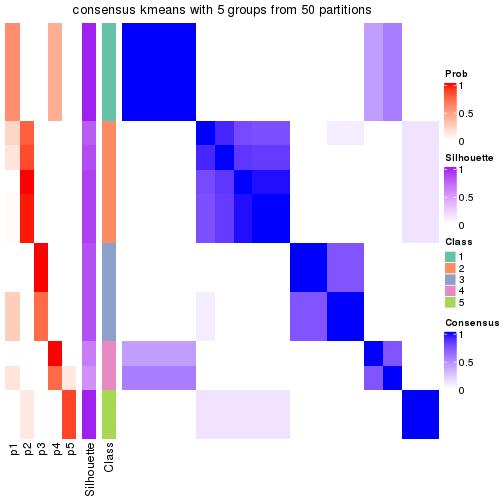 consensus kmeans with 5 groups from 50 partitions
Prob
1
0.5
0
Silhouette
1
0.5
0
Class
1
2
3
4
5
Consensus
1
0.5
0
p1
p2
p3
p4
p5
Silhouette
Class